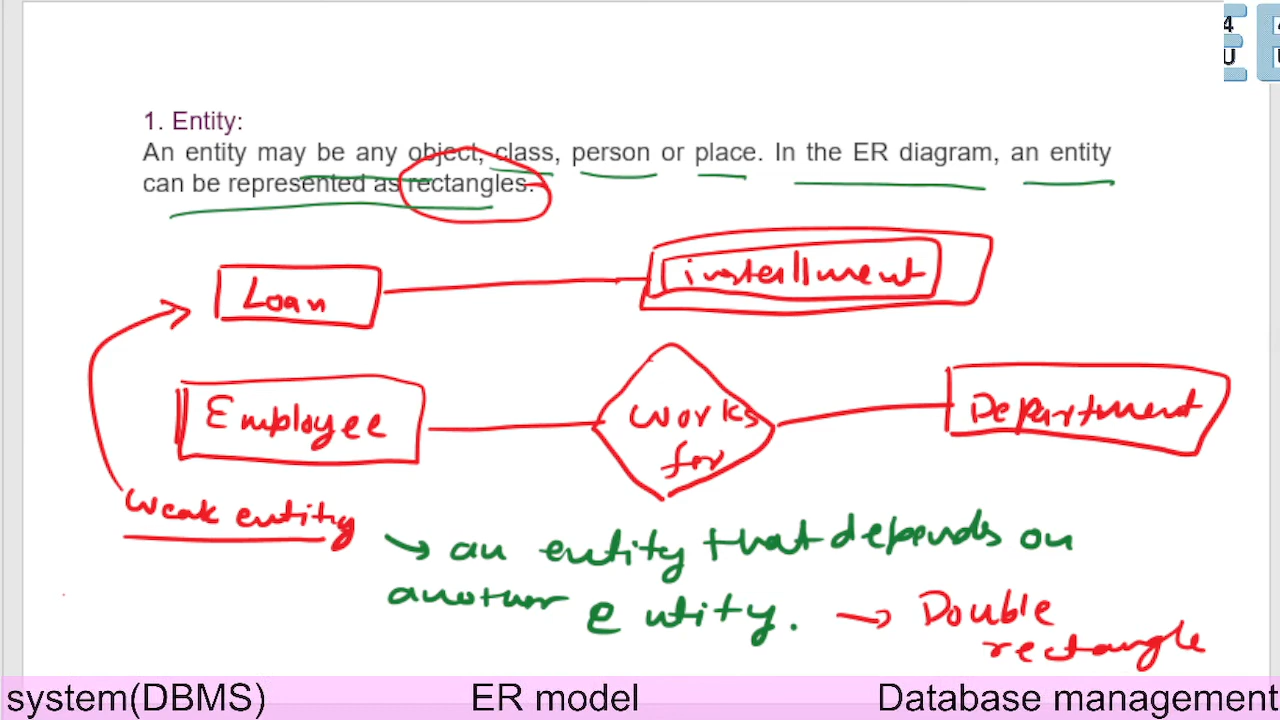 4
U
1. Entity:
An entity may be any object, class, person or place. In the ER diagram, an entity
can be represented as rectangles.
Loan installment
Employee works for Department
weak entity
an entity that depends on
another entity.
Double
rectangle
system(DBMS) ER model Database management